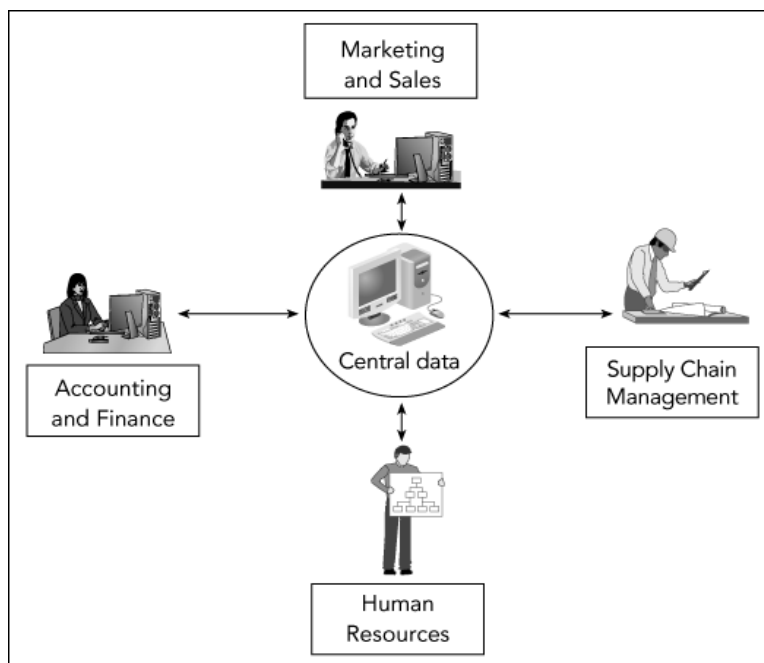 Marketing
and Sales
Central data
Accounting
and Finance
Supply Chain
Management
Human
Resources